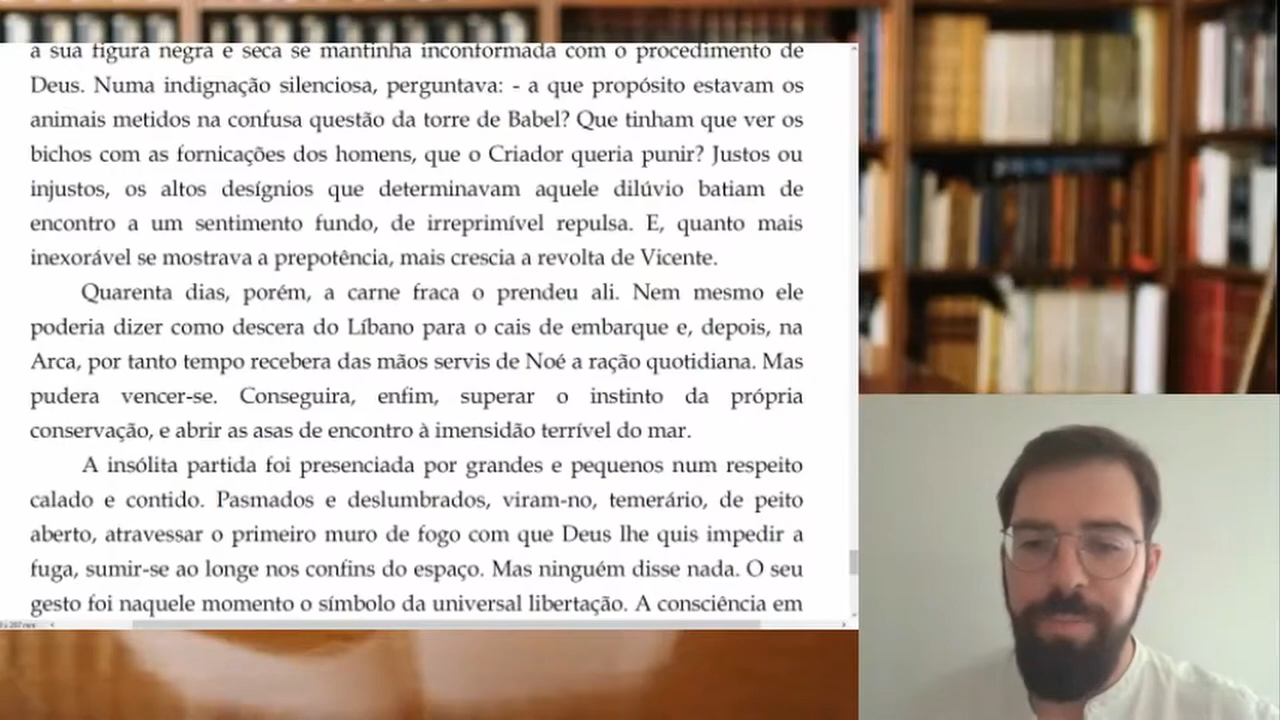 a sua figura negra e seca se mantinha inconformada com o procedimento de
Deus. Numa indignação silenciosa, perguntava: - a que propósito estavam os
animais metidos na confusa questão da torre de Babel? Que tinham que ver os
bichos com as fornicações dos homens, que o Criador queria punir? Justos ou
injustos, os altos desígnios que determinavam aquele dilúvio batiam de
encontro a um sentimento fundo, de irreprimível repulsa. E, quanto mais
inexorável se mostrava a prepotência, mais crescia a revolta de Vicente.
Quarenta dias, porém, a carne fraca o prendeu ali. Nem mesmo ele
poderia dizer como descera do Líbano para o cais de embarque e, depois, na
Arca, por tanto tempo recebera das mãos servis de Noé a ração quotidiana. Mas
pudera vencer-se. Conseguira, enfim, superar o instinto da própria
conservação, e abrir as asas de encontro à imensidão terrível do mar.
A insólita partida foi presenciada por grandes e pequenos num respeito
calado e contido. Pasmados e deslumbrados, viram-no, temerário, de peito
aberto, atravessar o primeiro muro de fogo com que Deus lhe quis impedir a
fuga, sumir-se ao longe nos confins do espaço. Mas ninguém disse nada. O seu
gesto foi naquele momento o símbolo da universal libertação. A consciência em